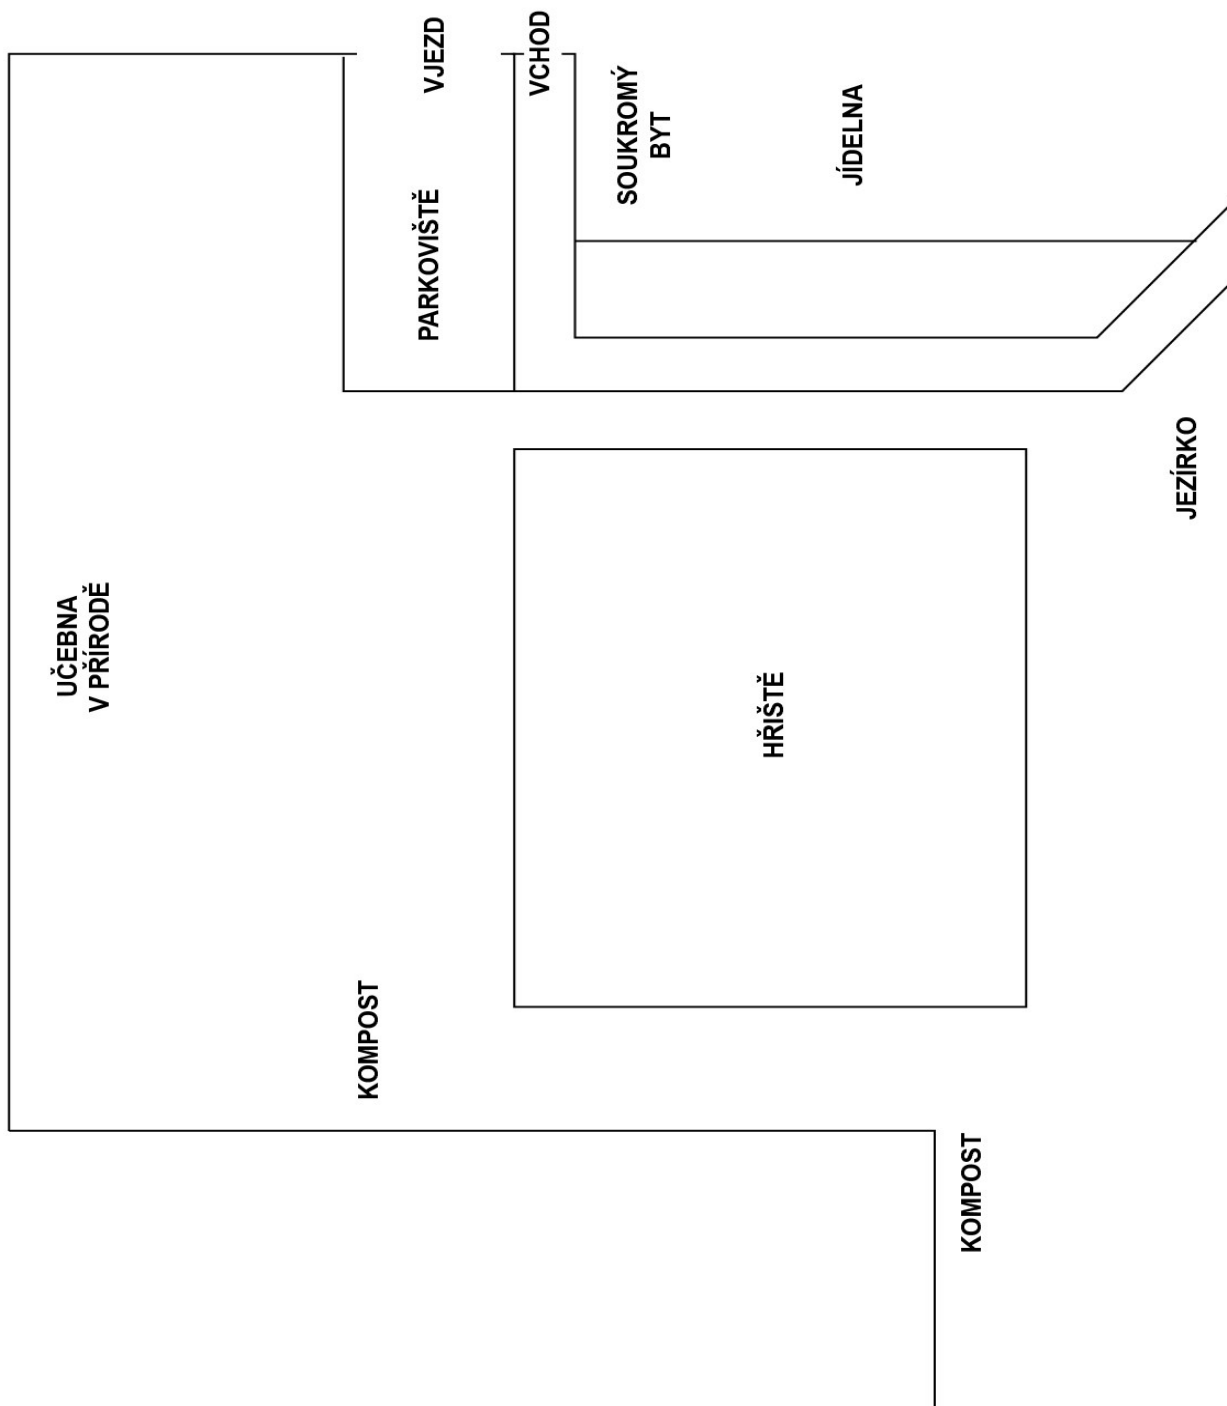 VJEZD
VCHOD
SOUKROMÝ
BYT
JÍDELNA
PARKOVIŠTĚ
JEZÍRKO
UČEBNA
V PŘÍRODĚ
HŘIŠTĚ
KOMPOST
KOMPOST